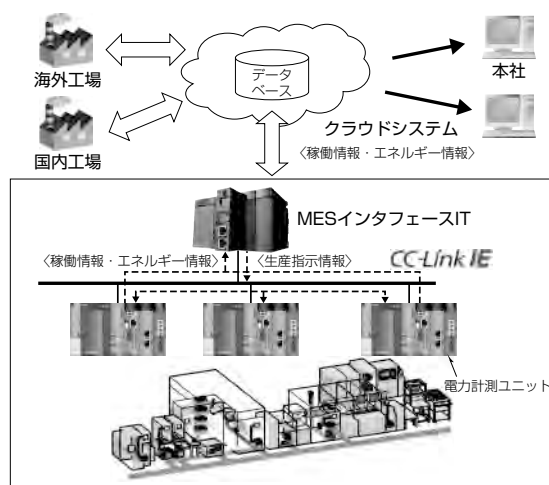 海外工場
国内工場
データ
ベース
本社
クラウドシステム
〈稼働情報・エネルギー情報〉
MESインタフェースIT
〈稼働情報・エネルギー情報〉
〈生産指示情報〉
CC-Link IE
電力計測ユニット